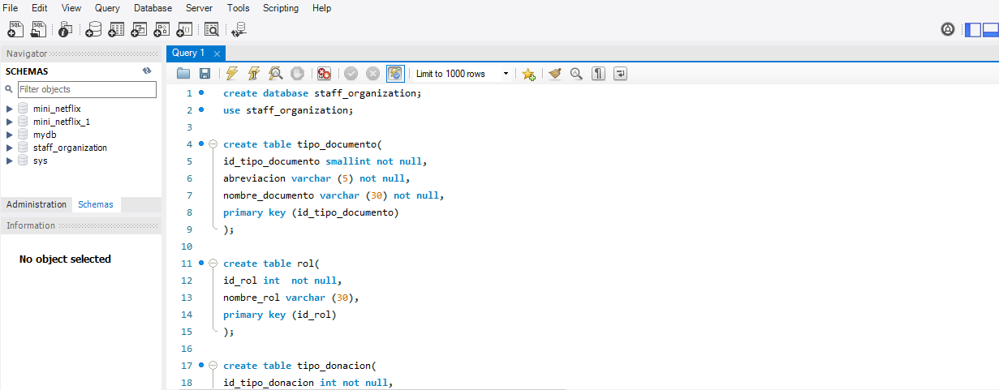 File Edit View Query Database Server Tools Scripting Help
Navigator
SCHEMAS
Filter objects
mini_netflix
mini_netflix_1
mydb
staff_organization
sys
Administration Schemas
Information
No object selected
Query 1
Limit to 1000 rows
1 create database staff_organization;
2 use staff_organization;
3
4 create table tipo_documento(
5 id_tipo_documento smallint not null,
6 abreviacion varchar (5) not null,
7 nombre_documento varchar (30) not null,
8 primary key (id_tipo_documento)
9 );
10
11 create table rol(
12 id_rol int  not null,
13 nombre_rol varchar (30),
14 primary key (id_rol)
15 );
16
17 create table tipo_donacion(
18 id_tipo_donacion int not null,